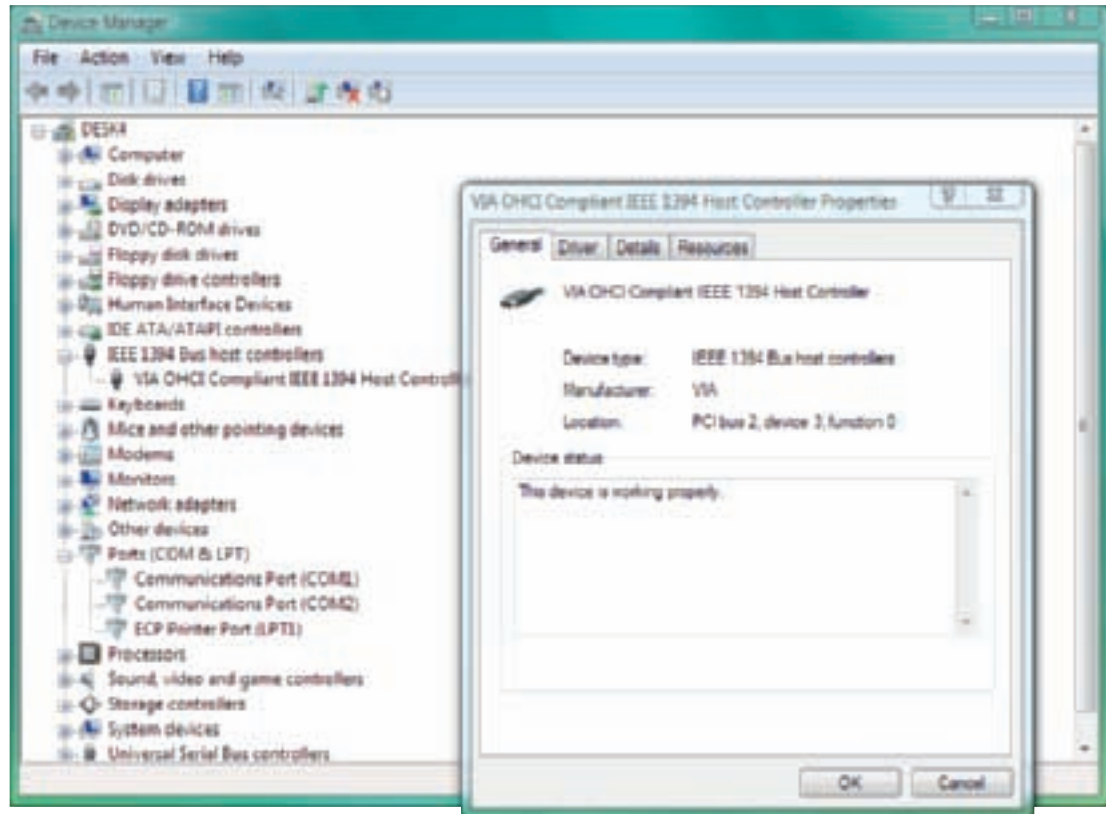 Device Manager
File Action View Help
DESK4
Computer
Disk drives
Display adapters
DVD/CD-ROM drives
Floppy disk drives
Floppy drive controllers
Human Interface Devices
IDE ATA/ATAPI controllers
IEEE 1394 Bus host controllers
VIA OHCI Compliant IEEE 1394 Host Controll
Keyboards
Mice and other pointing devices
Modems
Monitors
Network adapters
Other devices
Ports (COM & LPT)
Communications Port (COM1)
Communications Port (COM2)
ECP Printer Port (LPT1)
Processors
Sound, video and game controllers
Storage controllers
System devices
Universal Serial Bus controllers
VIA OHCI Compliant IEEE 1394 Host Controller Properties
General Driver Details Resources
VIA OHCI Compliant IEEE 1394 Host Controller
Device type: IEEE 1394 Bus host controllers
Manufacturer: VIA
Location: PCI bus 2, device 3, function 0
Device status
This device is working properly.
OK Cancel